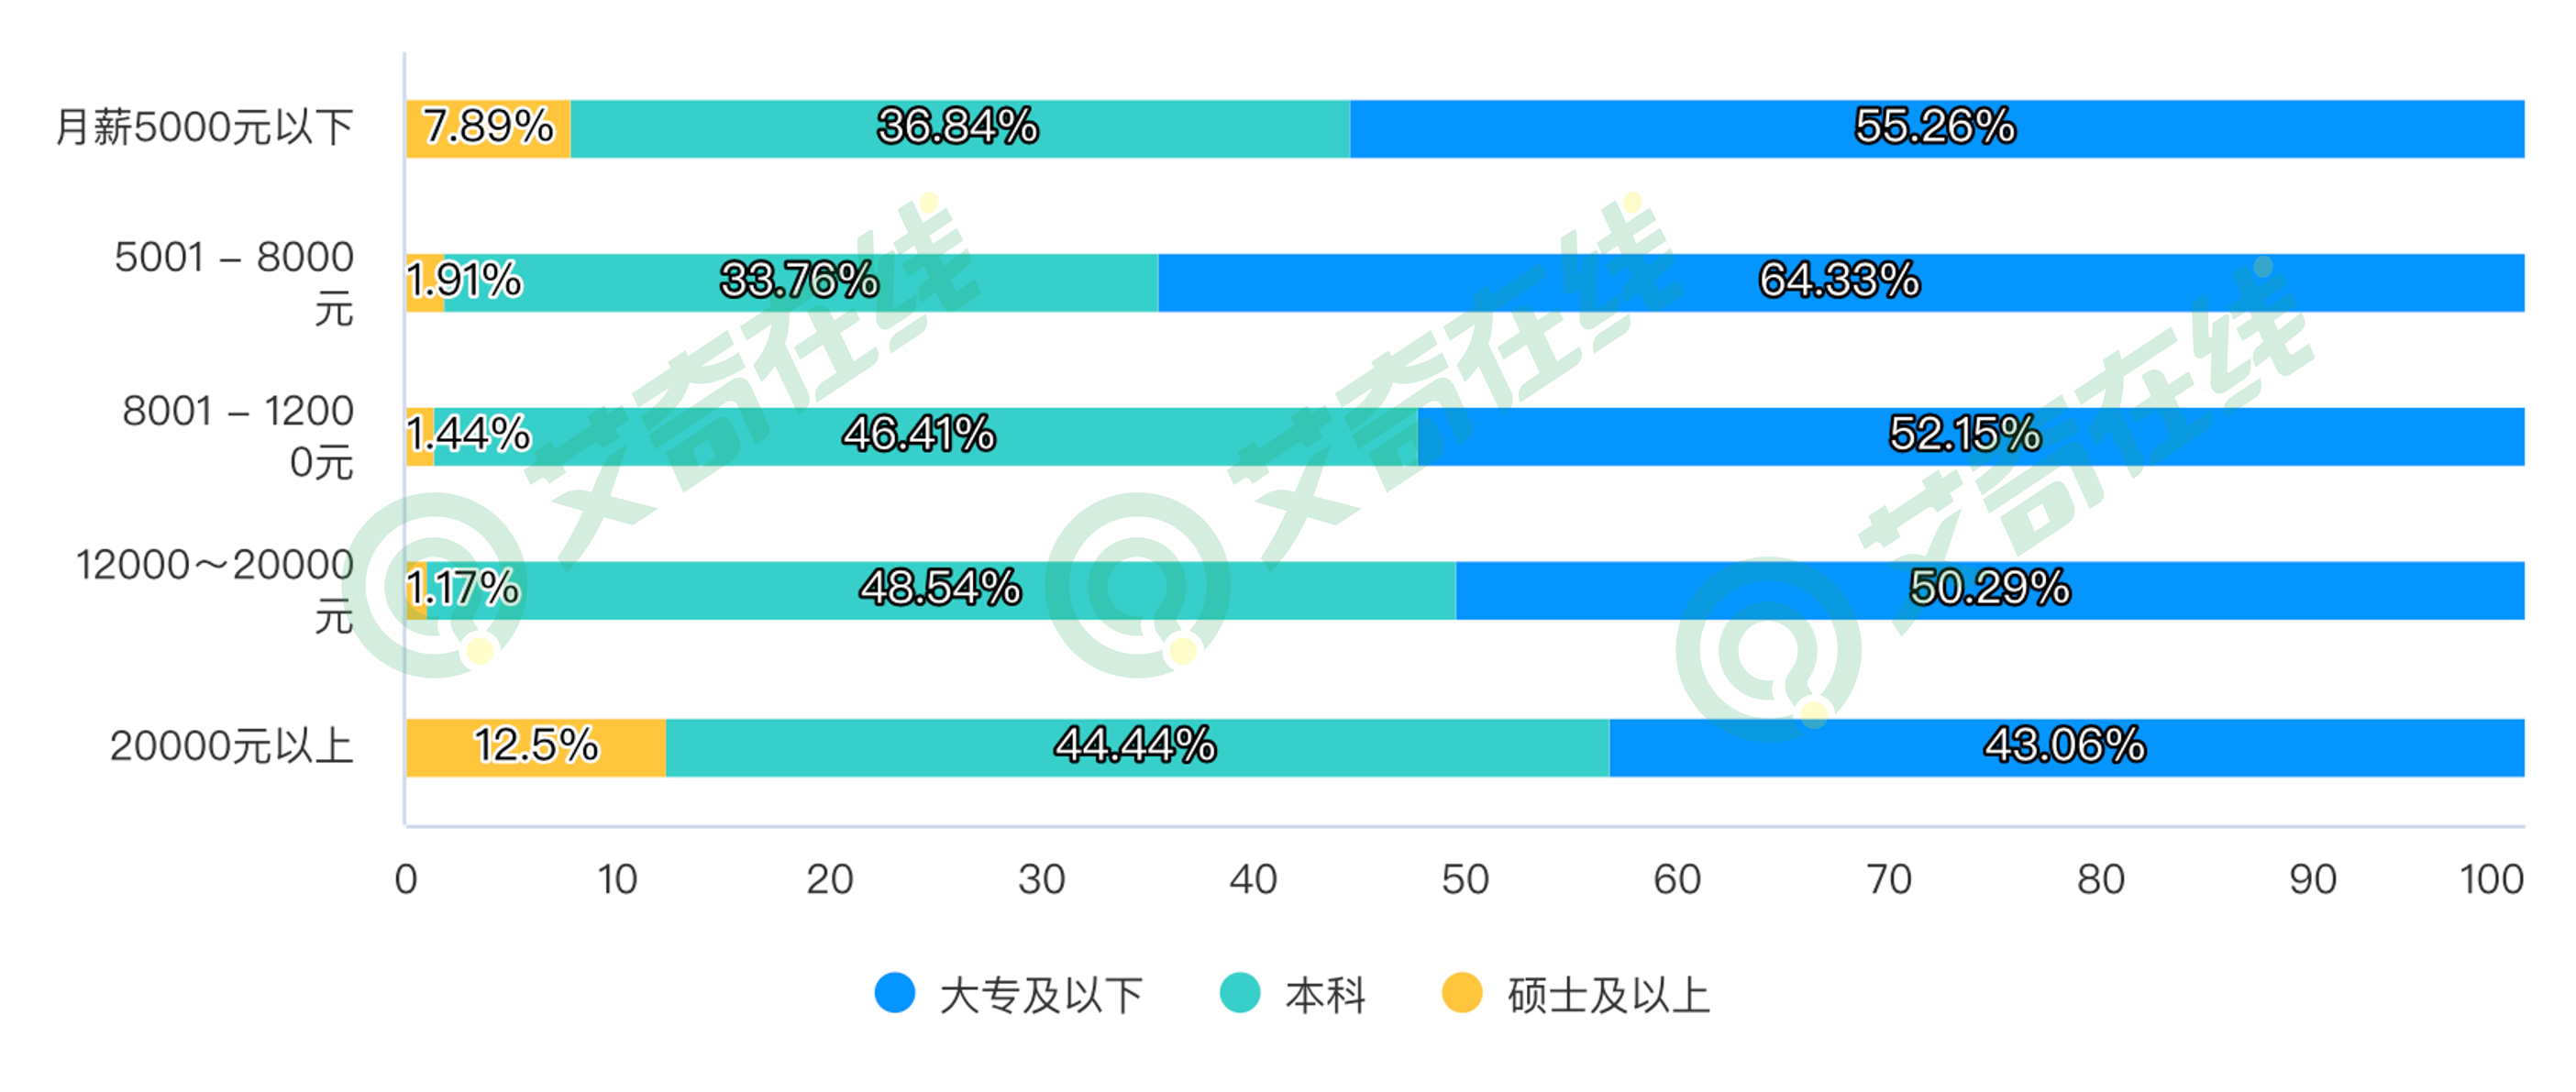 月薪5000元以下
7.89%
36.84%
55.26%
5001 – 8000
元
1.91%
33.76%
64.33%
8001 – 1200
0元
1.44%
46.41%
52.15%
12000～20000
元
1.17%
48.54%
50.29%
20000元以上
12.5%
44.44%
43.06%
0 10 20 30 40 50 60 70 80 90 100
大专及以下 本科 硕士及以上
艾奇在线
艾奇在线
艾奇在线